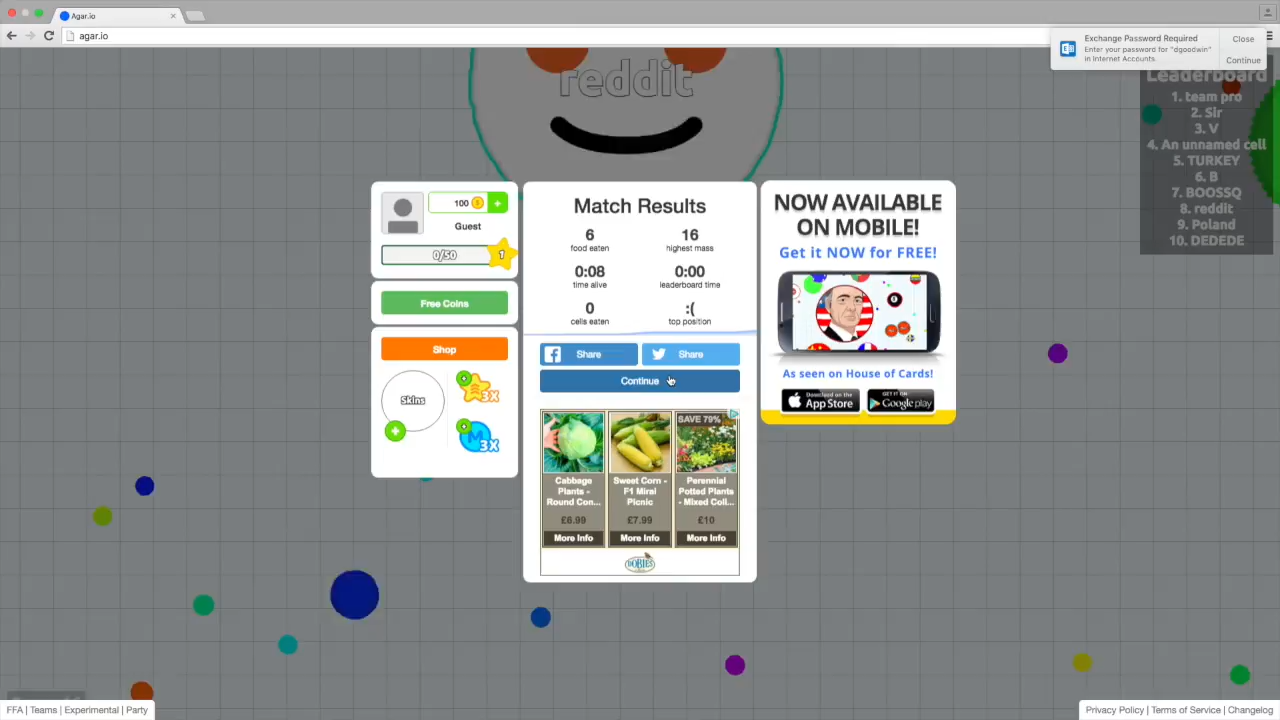 Agar.io
agar.io
Exchange Password Required
Enter your password for "dgoodwin"
in Internet Accounts.
Close
Continue
reddit
Leaderboard
1. team pro
2. Sir
3. V
4. An unnamed cell
5. TURKEY
6. B
7. BOOSSQ
8. reddit
9. Poland
10. DEDEDE
100
Guest
0/50
1
Free Coins
Shop
Skins
3X
M
3X
Match Results
6
16
food eaten
highest mass
0:08
0:00
time alive
leaderboard time
0
:(
cells eaten
top position
Share
Share
Continue
SAVE 79%
Cabbage
Plants -
Round Con...
£6.99
More Info
Sweet Corn -
F1 Mirai
Picnic
£7.99
More Info
Perennial
Potted Plants
- Mixed Coll...
£10
More Info
DOBIES
NOW AVAILABLE
ON MOBILE!
Get it NOW for FREE!
As seen on House of Cards!
Download on the
App Store
GET IT ON
Google play
FFA | Teams | Experimental | Party
Privacy Policy | Terms of Service | Changelog